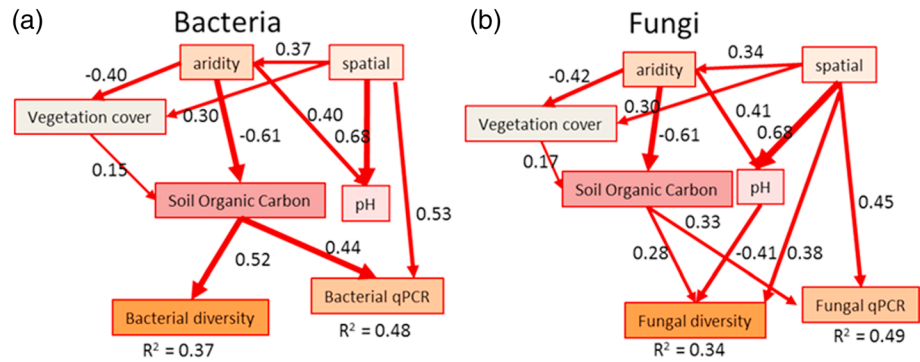 (a) Bacteria
(b) Fungi
0.37
aridity
spatial
-0.40
Vegetation cover
0.30
0.40
0.68
-0.61
0.15
Soil Organic Carbon
pH
0.53
0.44
0.52
Bacterial qPCR
Bacterial diversity
R² = 0.48
R² = 0.37
0.34
aridity
spatial
-0.42
Vegetation cover
0.30
0.41
0.68
-0.61
0.17
Soil Organic Carbon
pH
0.45
0.33
0.28
-0.41
0.38
Fungal qPCR
Fungal diversity
R² = 0.49
R² = 0.34